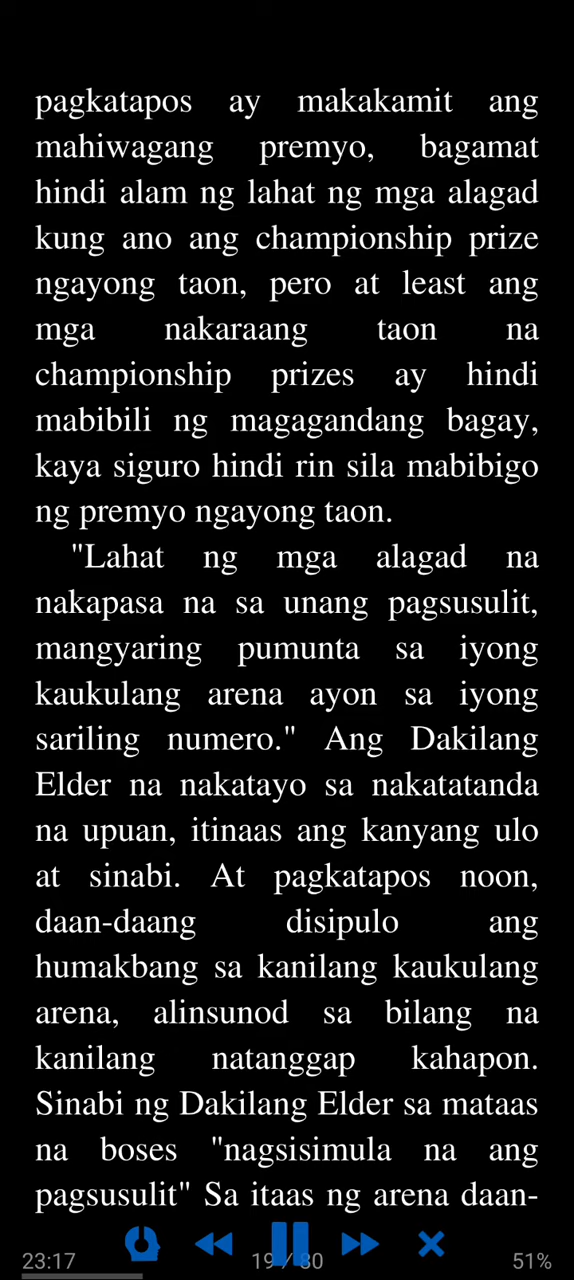 pagkatapos ay makakamit ang
mahiwagang premyo, bagamat
hindi alam ng lahat ng mga alagad
kung ano ang championship prize
ngayong taon, pero at least ang
mga nakaraang taon na
championship prizes ay hindi
mabibili ng magagandang bagay,
kaya siguro hindi rin sila mabibigo
ng premyo ngayong taon.
"Lahat ng mga alagad na
nakapasa na sa unang pagsusulit,
mangyaring pumunta sa iyong
kaukulang arena ayon sa iyong
sariling numero." Ang Dakilang
Elder na nakatayo sa nakatatanda
na upuan, itinaas ang kanyang ulo
at sinabi. At pagkatapos noon,
daan-daang disipulo ang
humakbang sa kanilang kaukulang
arena, alinsunod sa bilang na
kanilang natanggap kahapon.
Sinabi ng Dakilang Elder sa mataas
na boses "nagsisimula na ang
pagsusulit" Sa itaas ng arena daan-
23:17 19 / 80 51%